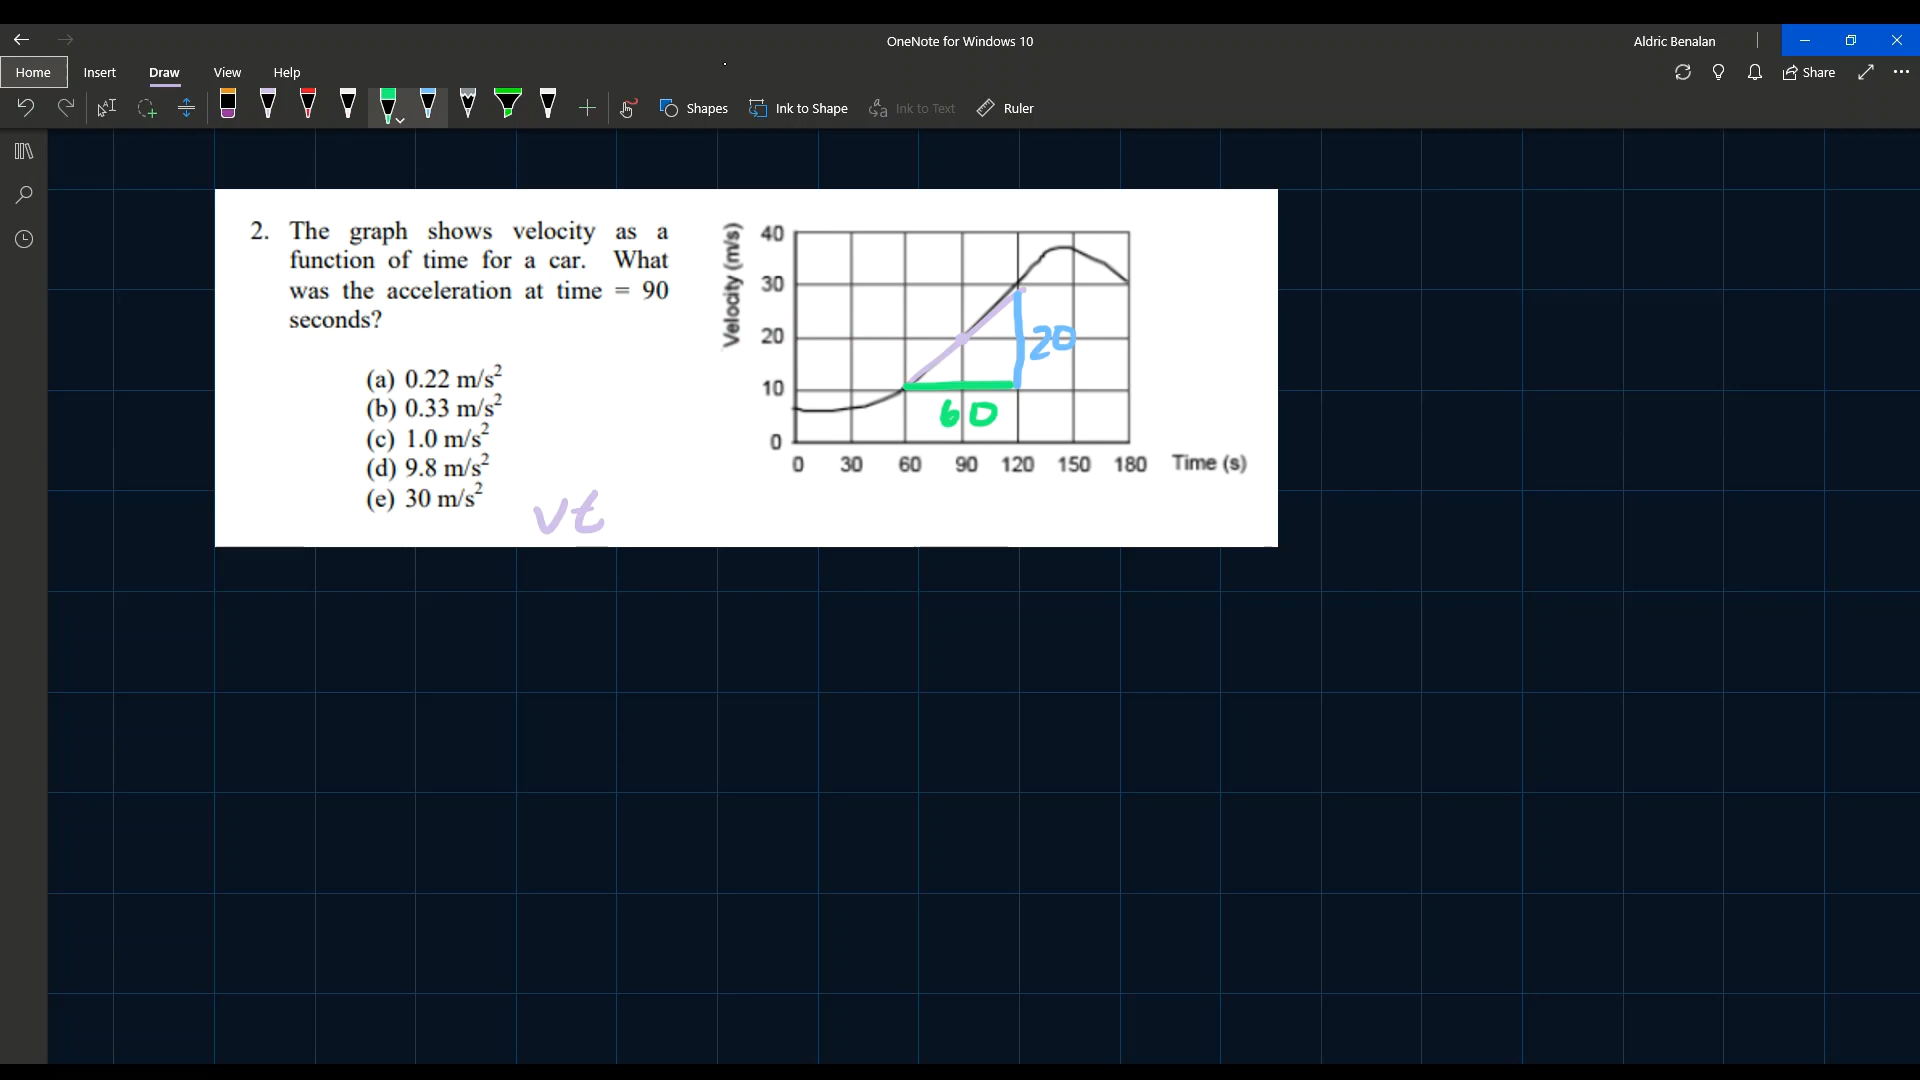 OneNote for Windows 10
Aldric Benalan
Home Insert Draw View Help
Share
Shapes Ink to Shape Ink to Text Ruler
2. The graph shows velocity as a
function of time for a car. What
was the acceleration at time = 90
seconds?
(a) 0.22 m/s²
(b) 0.33 m/s²
(c) 1.0 m/s²
(d) 9.8 m/s²
(e) 30 m/s²
vt
Velocity (m/s)
40
30
20
10
0
20
60
0 30 60 90 120 150 180 Time (s)